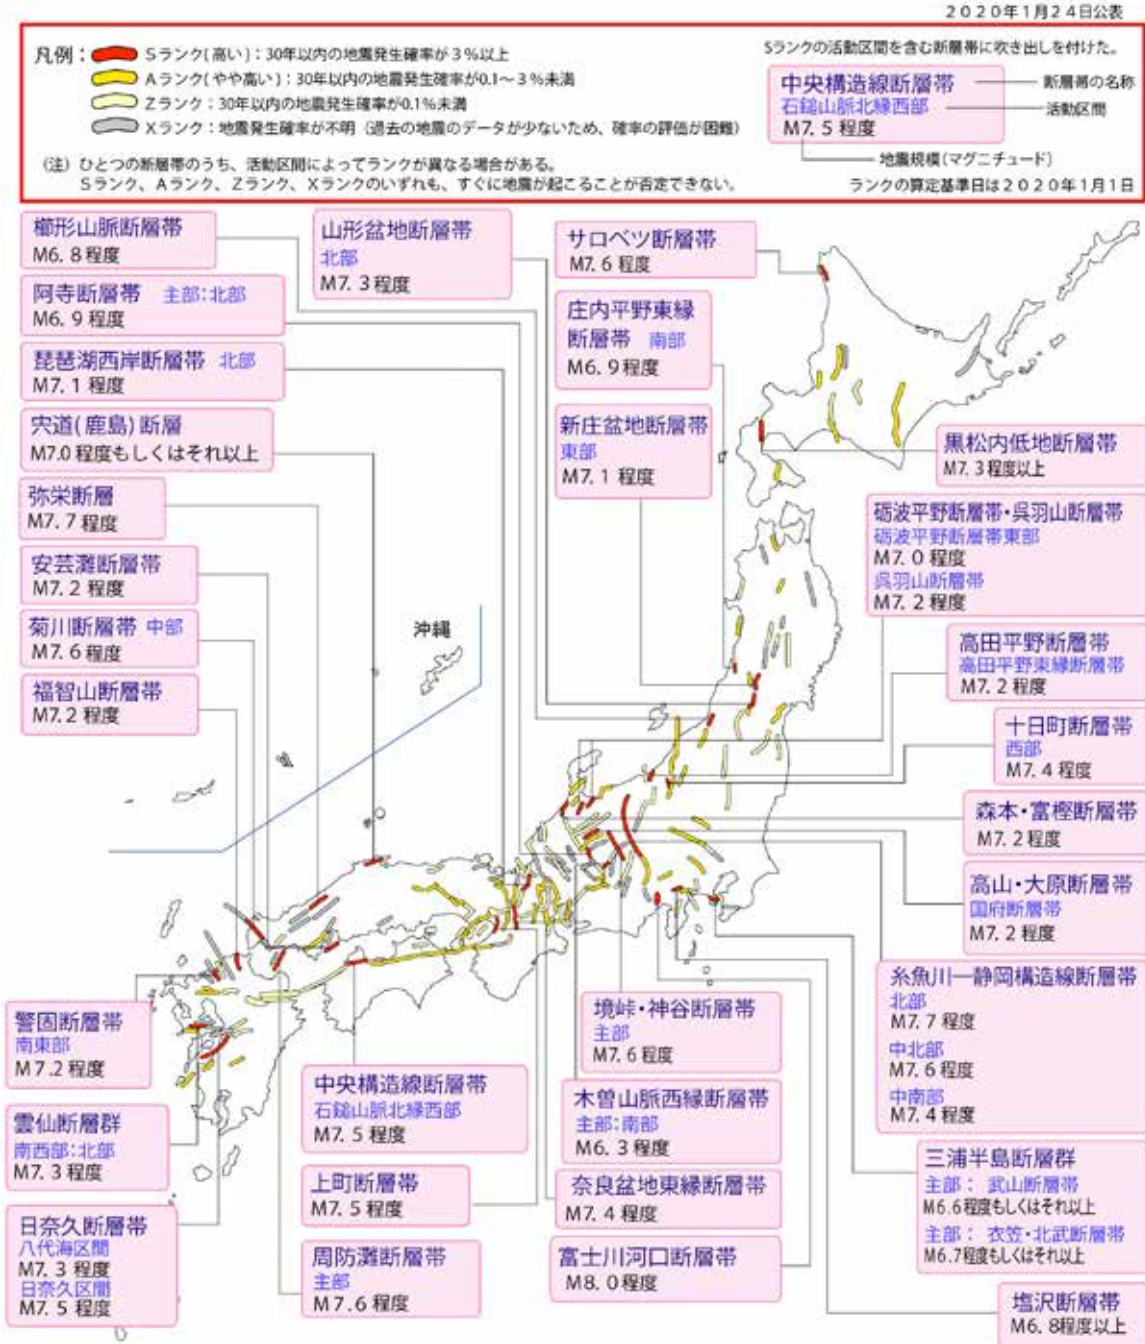 2020年1月24日公表
凡例：
Sランク(高い)：30年以内の地震発生確率が3％以上
Aランク(やや高い)：30年以内の地震発生確率が0.1～3％未満
Zランク：30年以内の地震発生確率が0.1％未満
Xランク：地震発生確率が不明（過去の地震のデータが少ないため、確率の評価が困難）
(注) ひとつの断層帯のうち、活動区間によってランクが異なる場合がある。
Sランク、Aランク、Zランク、Xランクのいずれも、すぐに地震が起こることが否定できない。
Sランクの活動区間を含む断層帯に吹き出しを付けた。
中央構造線断層帯
断層帯の名称
石鎚山脈北縁西部
活動区間
M7.5 程度
地震規模(マグニチュード)
ランクの算定基準日は2020年1月1日
櫛形山脈断層帯
M6.8 程度
阿寺断層帯 主部：北部
M6.9 程度
琵琶湖西岸断層帯 北部
M7.1 程度
宍道(鹿島)断層
M7.0 程度もしくはそれ以上
弥栄断層
M7.7 程度
安芸灘断層帯
M7.2 程度
菊川断層帯 中部
M7.6 程度
福智山断層帯
M7.2 程度
山形盆地断層帯
北部
M7.3 程度
サロベツ断層帯
M7.6 程度
庄内平野東縁
断層帯 南部
M6.9 程度
新庄盆地断層帯
東部
M7.1 程度
黒松内低地断層帯
M7.3 程度以上
砺波平野断層帯・呉羽山断層帯
砺波平野断層帯東部
M7.0 程度
呉羽山断層帯
M7.2 程度
高田平野断層帯
高田平野東縁断層帯
M7.2 程度
十日町断層帯
西部
M7.4 程度
森本・富樫断層帯
M7.2 程度
高山・大原断層帯
国府断層帯
M7.2 程度
糸魚川ー静岡構造線断層帯
北部
M7.7 程度
中北部
M7.6 程度
中南部
M7.4 程度
沖縄
警固断層帯
南東部
M7.2 程度
雲仙断層群
南西部：北部
M7.3 程度
日奈久断層帯
八代海区間
M7.3 程度
日奈久区間
M7.5 程度
中央構造線断層帯
石鎚山脈北縁西部
M7.5 程度
上町断層帯
M7.5 程度
周防灘断層帯
主部
M7.6 程度
境峠・神谷断層帯
主部
M7.6 程度
木曽山脈西縁断層帯
主部：南部
M6.3 程度
奈良盆地東縁断層帯
M7.4 程度
富士川河口断層帯
M8.0程度
三浦半島断層群
主部： 武山断層帯
M6.6程度もしくはそれ以上
主部： 衣笠・北武断層帯
M6.7程度もしくはそれ以上
塩沢断層帯
M6.8程度以上